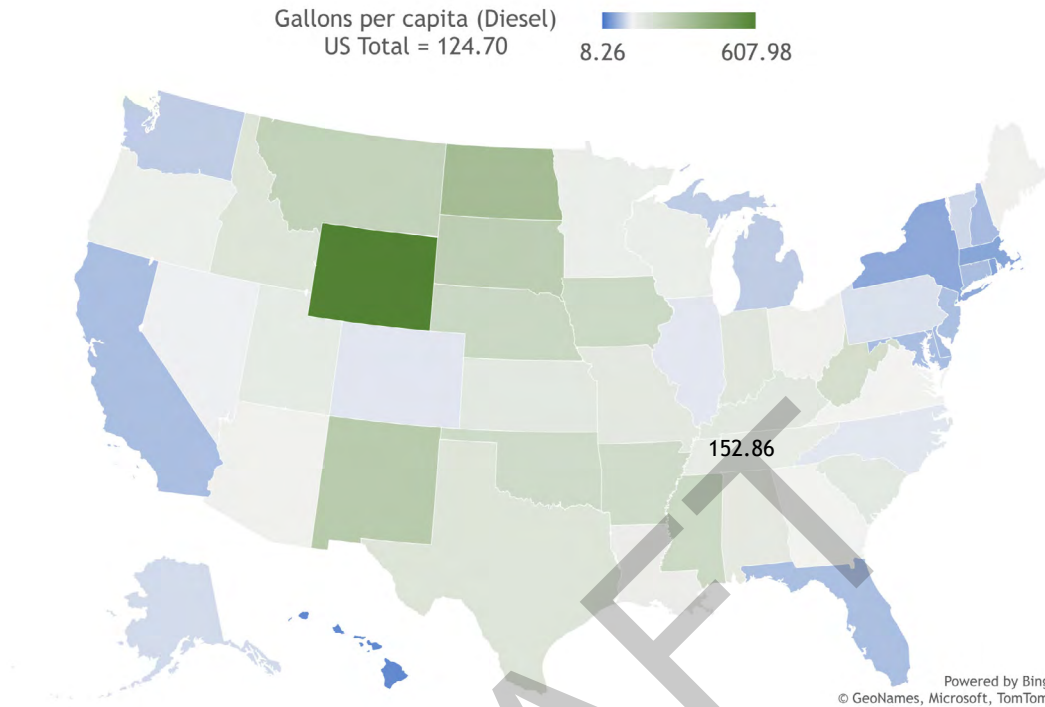 Gallons per capita (Diesel)
US Total = 124.70
8.26
607.98
152.86
Powered by Bing
© GeoNames, Microsoft, TomTom